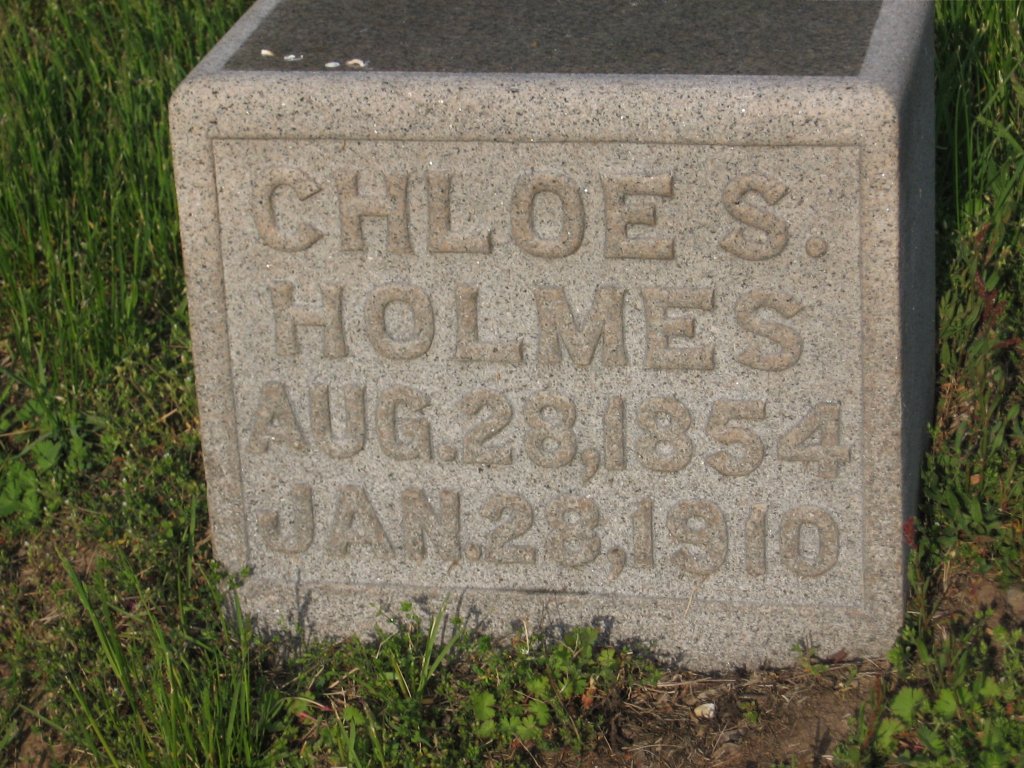 CHLOE S.
HOLMES
AUG. 28, 1854
JAN. 28, 1910